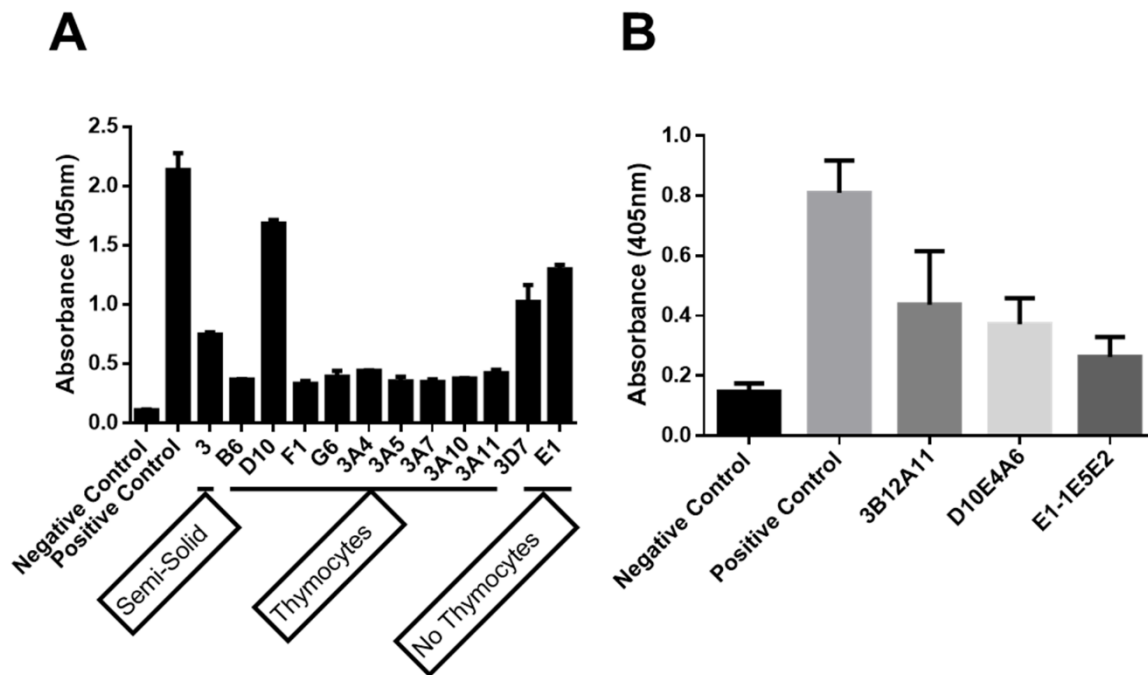 A
Absorbance (405nm)
2.5
2.0
1.5
1.0
0.5
0.0
Negative Control
Positive Control
3
B6
D10
F1
G6
3A4
3A5
3A7
3A10
3A11
3D7
E1
Semi-Solid
Thymocytes
No Thymocytes
B
Absorbance (405nm)
1.0
0.8
0.6
0.4
0.2
0.0
Negative Control
Positive Control
3B12A11
D10E4A6
E1-1E5E2